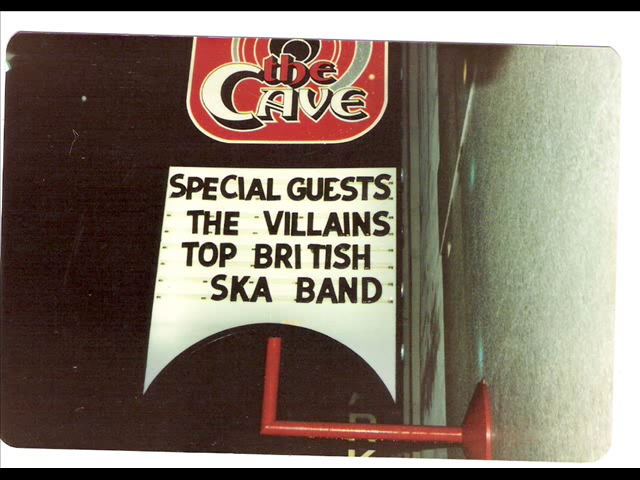 the
CAVE
SPECIAL GUESTS
THE VILLAINS
TOP BRITISH
SKA BAND